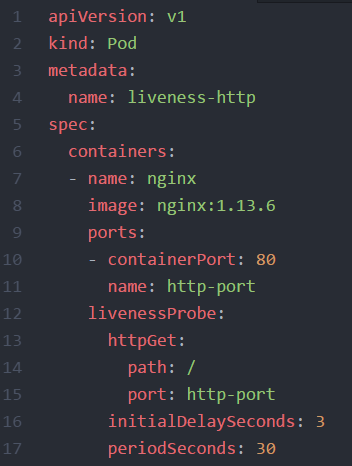 1 apiVersion: v1
2 kind: Pod
3 metadata:
4   name: liveness-http
5 spec:
6   containers:
7   - name: nginx
8     image: nginx:1.13.6
9     ports:
10     - containerPort: 80
11       name: http-port
12     livenessProbe:
13       httpGet:
14         path: /
15         port: http-port
16       initialDelaySeconds: 3
17       periodSeconds: 30